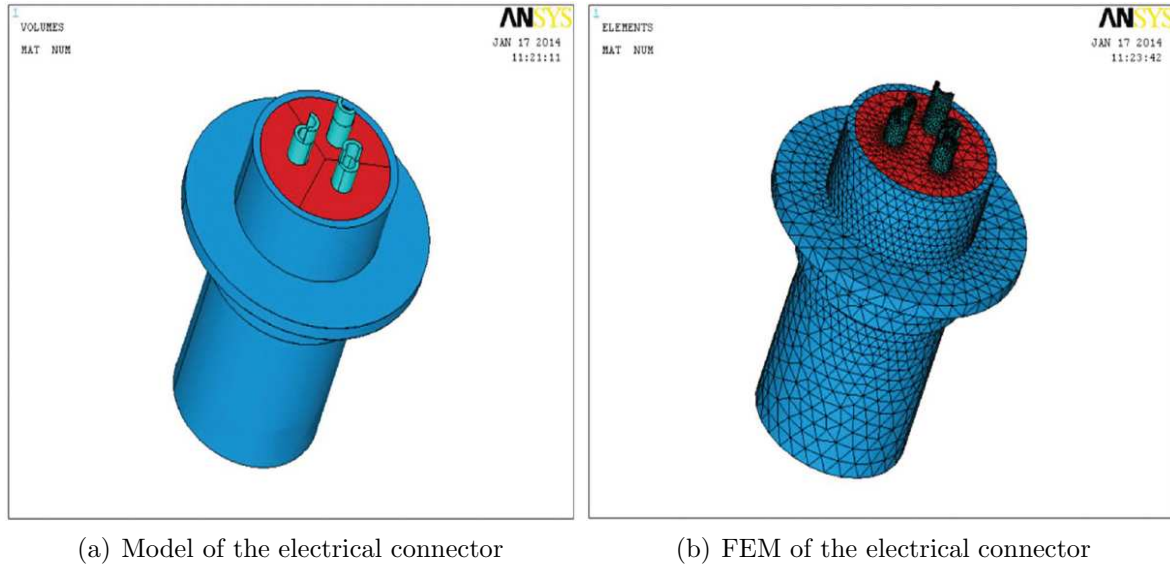 1
VOLUMES
MAT NUM
ANSYS
JAN 17 2014
11:21:11
1
ELEMENTS
MAT NUM
ANSYS
JAN 17 2014
11:23:42
(a) Model of the electrical connector
(b) FEM of the electrical connector